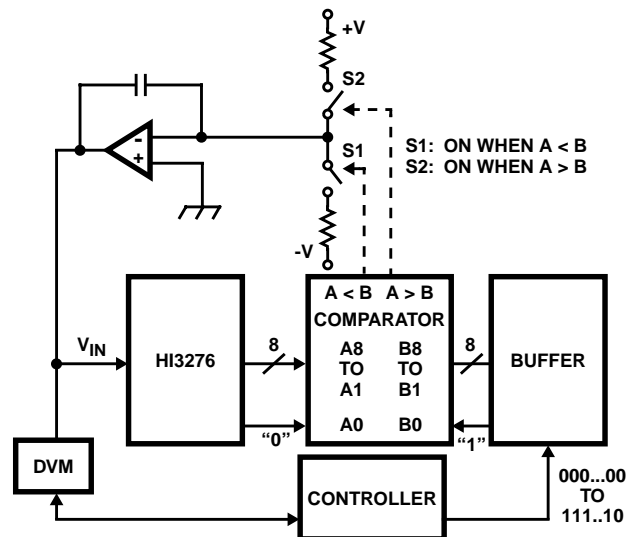 +V
S2
S1
-V
-
+
S1: ON WHEN A < B
S2: ON WHEN A > B
VIN
HI3276
8
"0"
A < B A > B
COMPARATOR
A8 B8
TO TO
A1 B1
A0 B0
8
"1"
BUFFER
DVM
CONTROLLER
000...00
TO
111..10